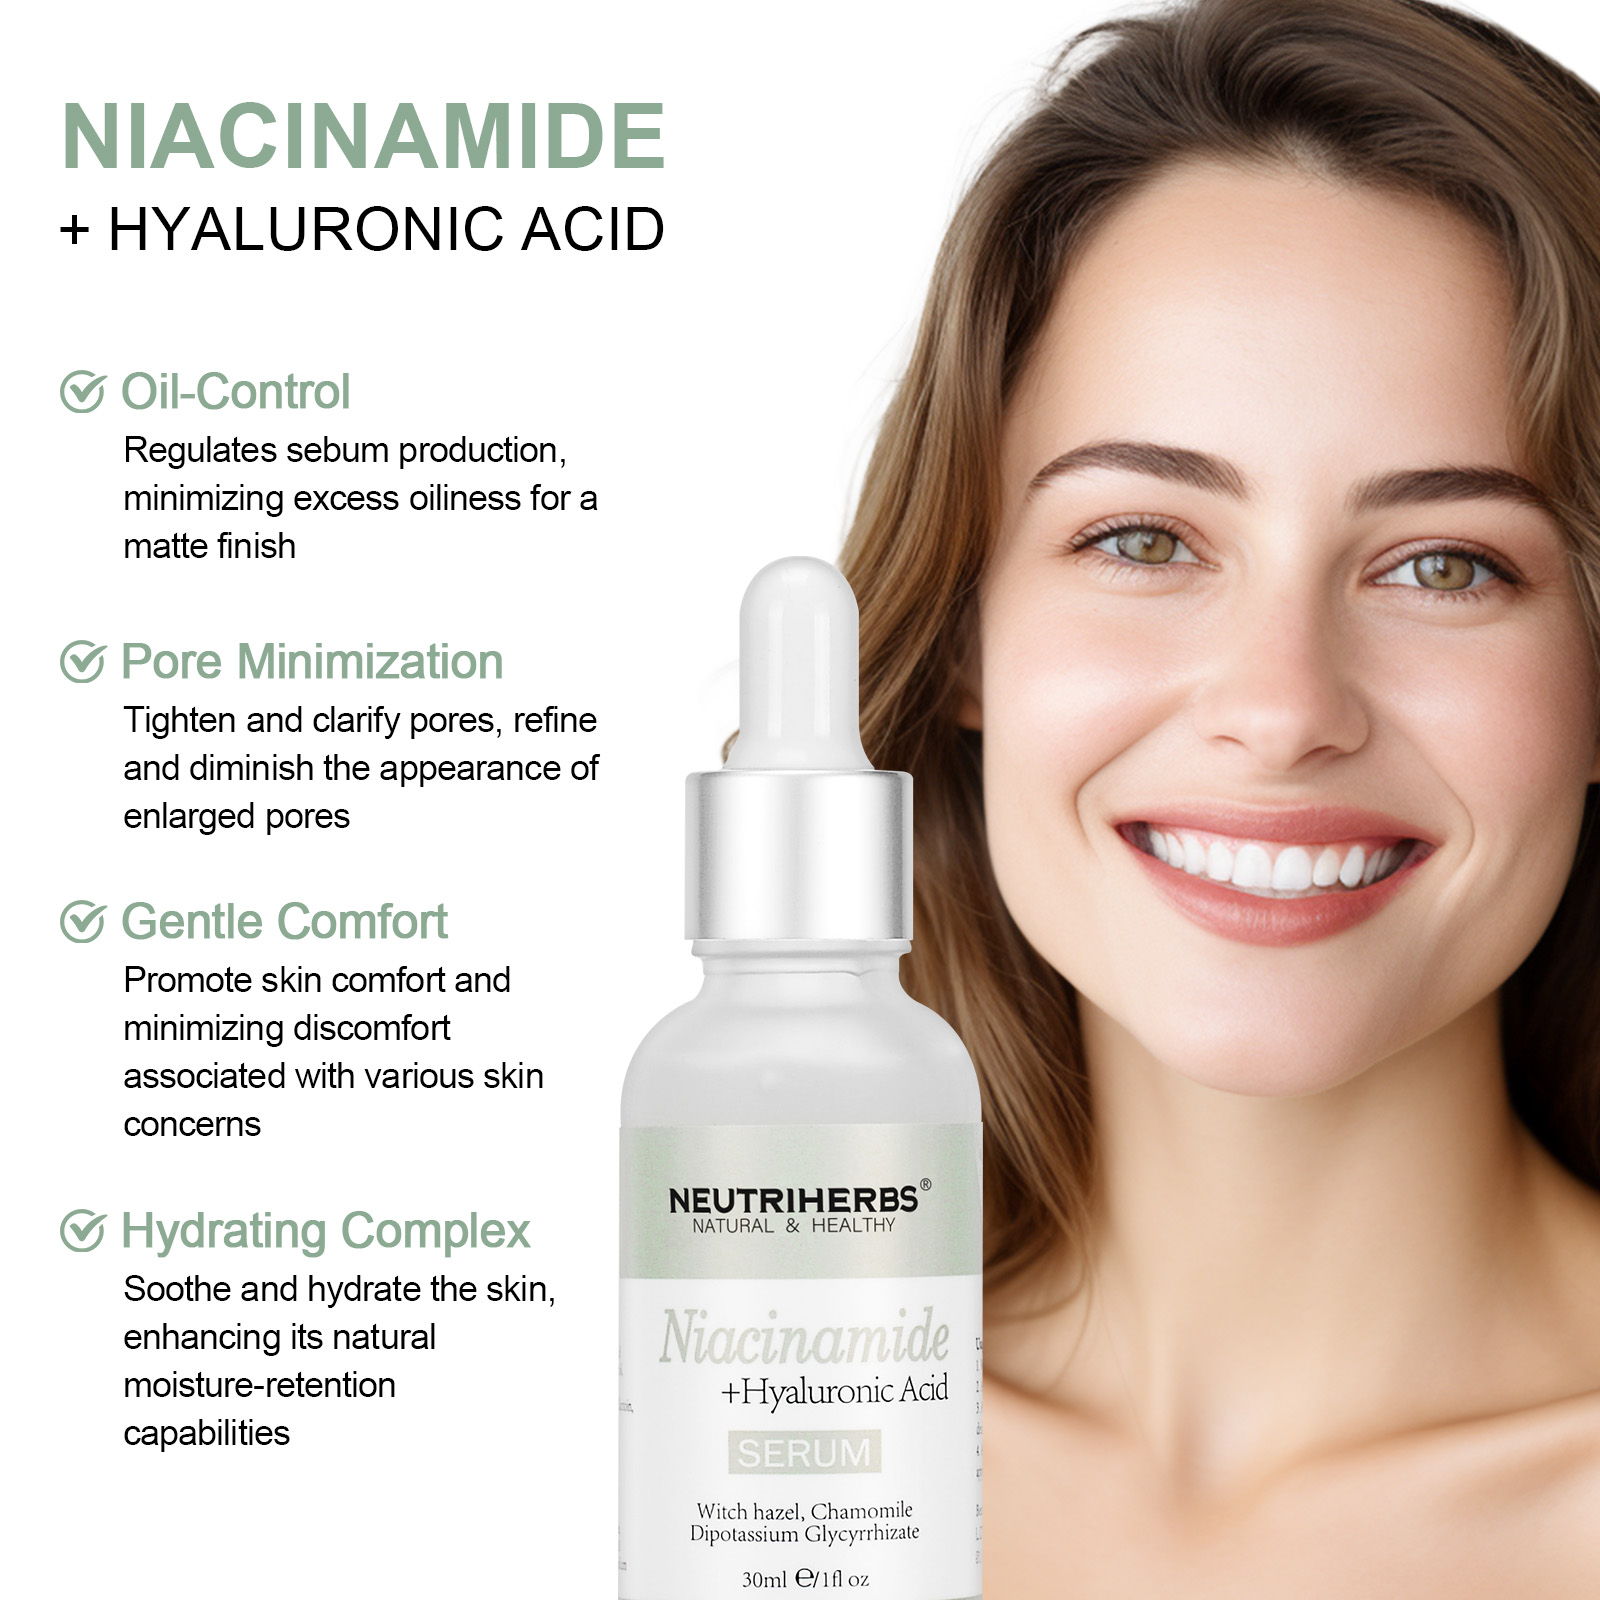 NIACINAMIDE
+ HYALURONIC ACID
Oil-Control
Regulates sebum production,
minimizing excess oiliness for a
matte finish
Pore Minimization
Tighten and clarify pores, refine
and diminish the appearance of
enlarged pores
Gentle Comfort
Promote skin comfort and
minimizing discomfort
associated with various skin
concerns
Hydrating Complex
Soothe and hydrate the skin,
enhancing its natural
moisture-retention
capabilities
NEUTRIHERBS®
NATURAL & HEALTHY
Niacinamide
+Hyaluronic Acid
SERUM
Witch hazel, Chamomile
Dipotassium Glycyrrhizate
30ml ℮/1fl oz